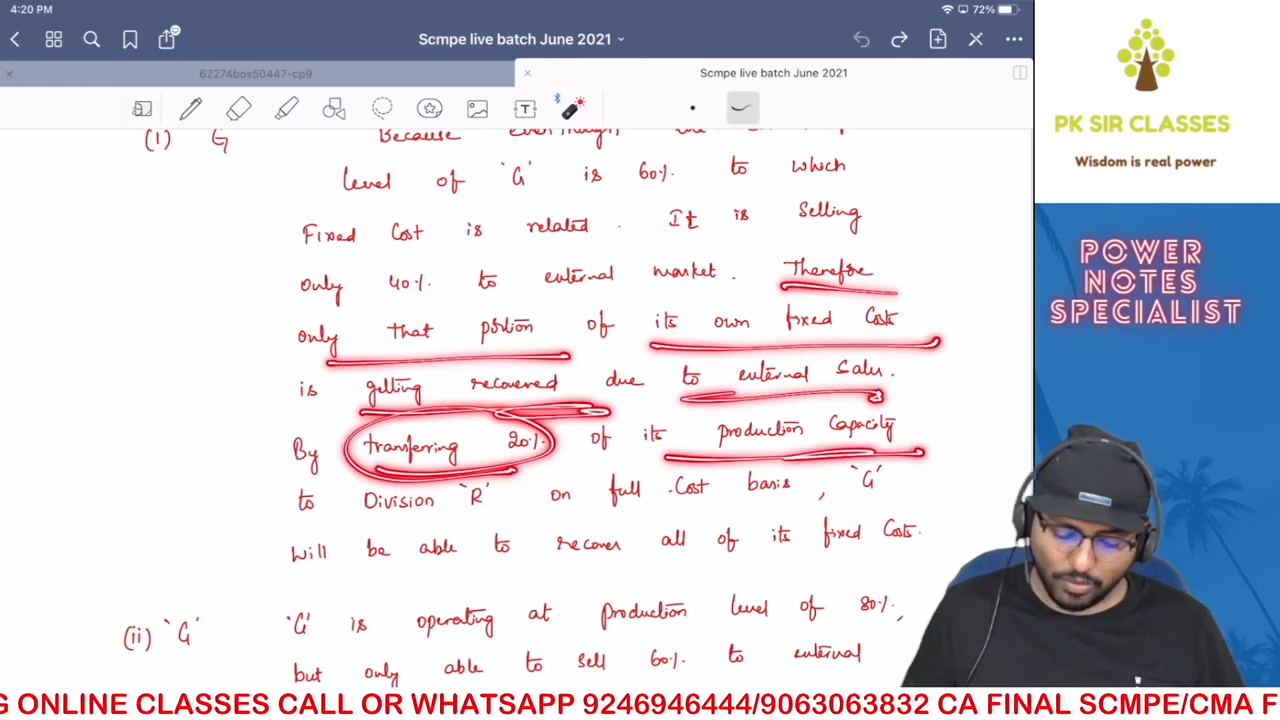 4:20 PM
72%
Scmpe live batch June 2021
62274bos50447-cp9
Scmpe live batch June 2021
PK SIR CLASSES
Wisdom is real power
POWER
NOTES
SPECIALIST
(i) G Because even though
level of 'G' is 60% to which
Fixed Cost is related. It is Selling
only 40% to external market. Therefore
only that portion of its own fixed Costs
is getting recovered due to external Sales.
By transferring 20% of its production Capacity
to Division 'R' on full Cost basis, 'G'
will be able to recover all of its fixed Costs.
(ii) 'G' 'G' is operating at production level of 80%,
but only able to sell 60% to external
G ONLINE CLASSES CALL OR WHATSAPP 9246946444/9063063832 CA FINAL SCMPE/CMA F